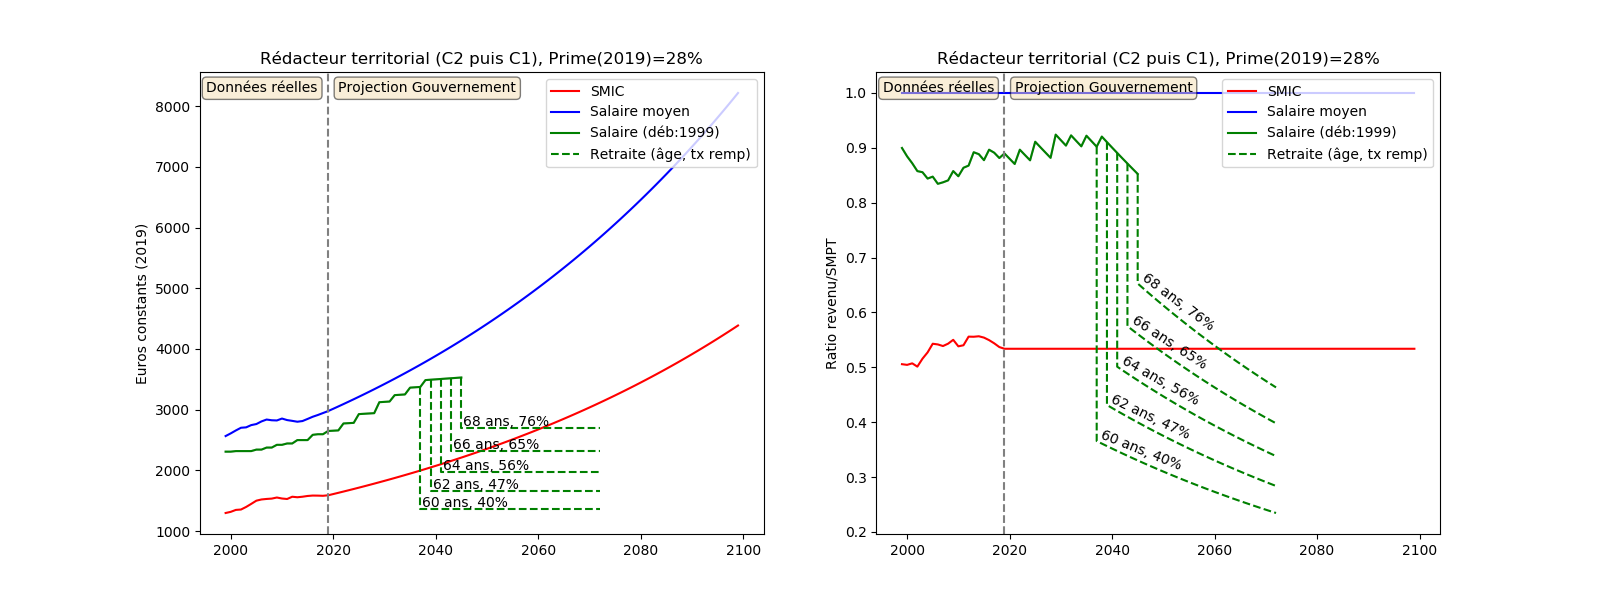 Rédacteur territorial (C2 puis C1), Prime(2019)=28%
Données réelles
Projection Gouvernement
SMIC
Salaire moyen
Salaire (déb:1999)
Retraite (âge, tx remp)
Euros constants (2019)
8000
7000
6000
5000
4000
3000
2000
1000
68 ans, 76%
66 ans, 65%
64 ans, 56%
62 ans, 47%
60 ans, 40%
2000
2020
2040
2060
2080
2100
Rédacteur territorial (C2 puis C1), Prime(2019)=28%
Données réelles
Projection Gouvernement
SMIC
Salaire moyen
Salaire (déb:1999)
Retraite (âge, tx remp)
Ratio revenu/SMPT
1.0
0.9
0.8
0.7
0.6
0.5
0.4
0.3
0.2
68 ans, 76%
66 ans, 65%
64 ans, 56%
62 ans, 47%
60 ans, 40%
2000
2020
2040
2060
2080
2100